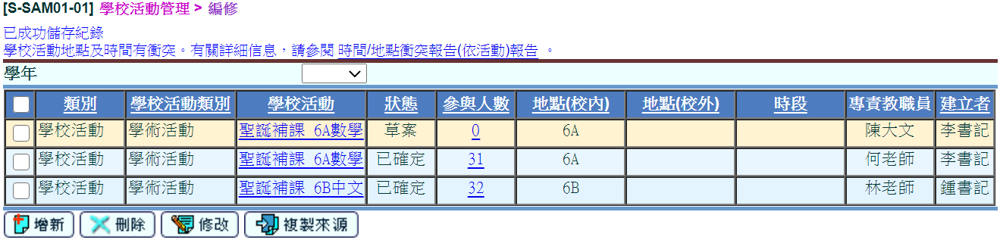 [S-SAM01-01] 學校活動管理 > 編修
已成功儲存紀錄
學校活動地點及時間有衝突。有關詳細信息，請參閱 時間/地點衝突報告(依活動)報告 。
學年
類別 學校活動類別 學校活動 狀態 參與人數 地點(校內) 地點(校外) 時段 專責教職員 建立者
學校活動 學術活動 聖誕補課 6A數學 草案 0 6A 陳大文 李書記
學校活動 學術活動 聖誕補課 6A數學 已確定 31 6A 何老師 李書記
學校活動 學術活動 聖誕補課 6B中文 已確定 32 6B 林老師 鍾書記
增新 刪除 修改 複製來源